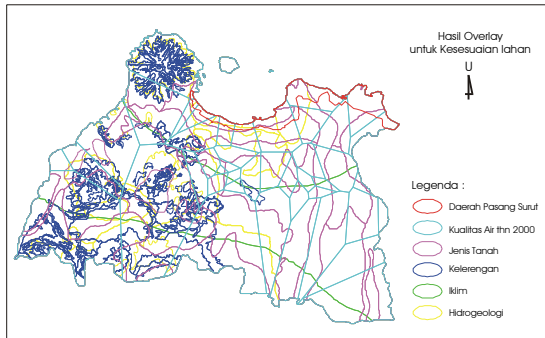 Hasil Overlay
untuk Kesesuaian lahan
U
Legenda :
Daerah Pasang Surut
Kualitas Air thn 2000
Jenis Tanah
Kelerengan
Iklim
Hidrogeologi